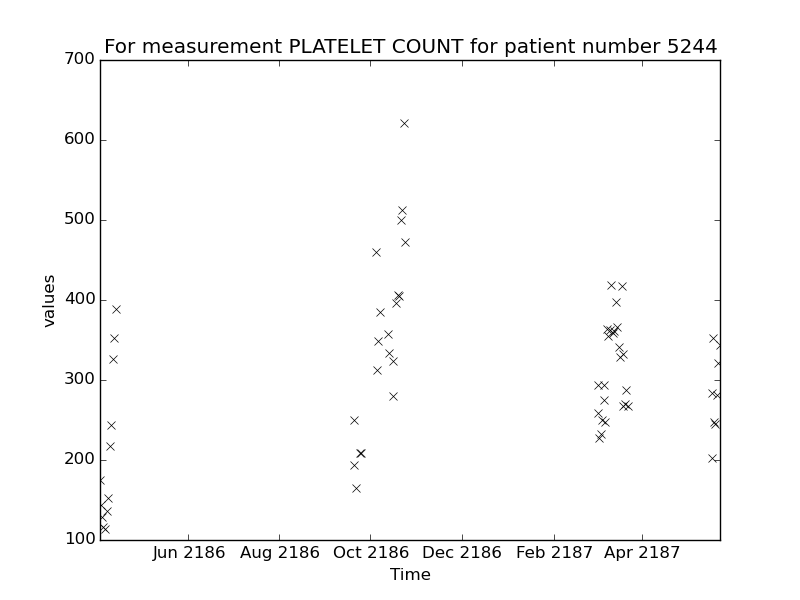 For measurement PLATELET COUNT for patient number 5244
700
600
500
400
300
200
100
values
Jun 2186 Aug 2186 Oct 2186 Dec 2186 Feb 2187 Apr 2187
Time